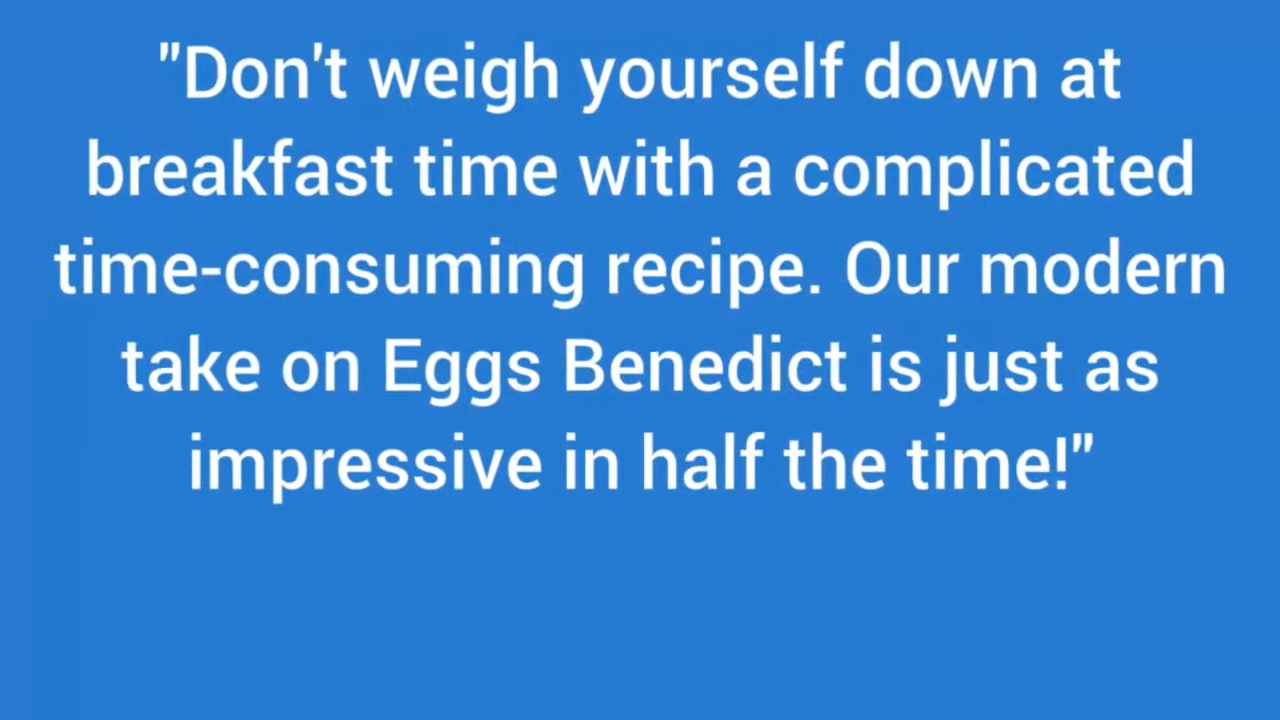 "Don't weigh yourself down at
breakfast time with a complicated
time-consuming recipe. Our modern
take on Eggs Benedict is just as
impressive in half the time!"